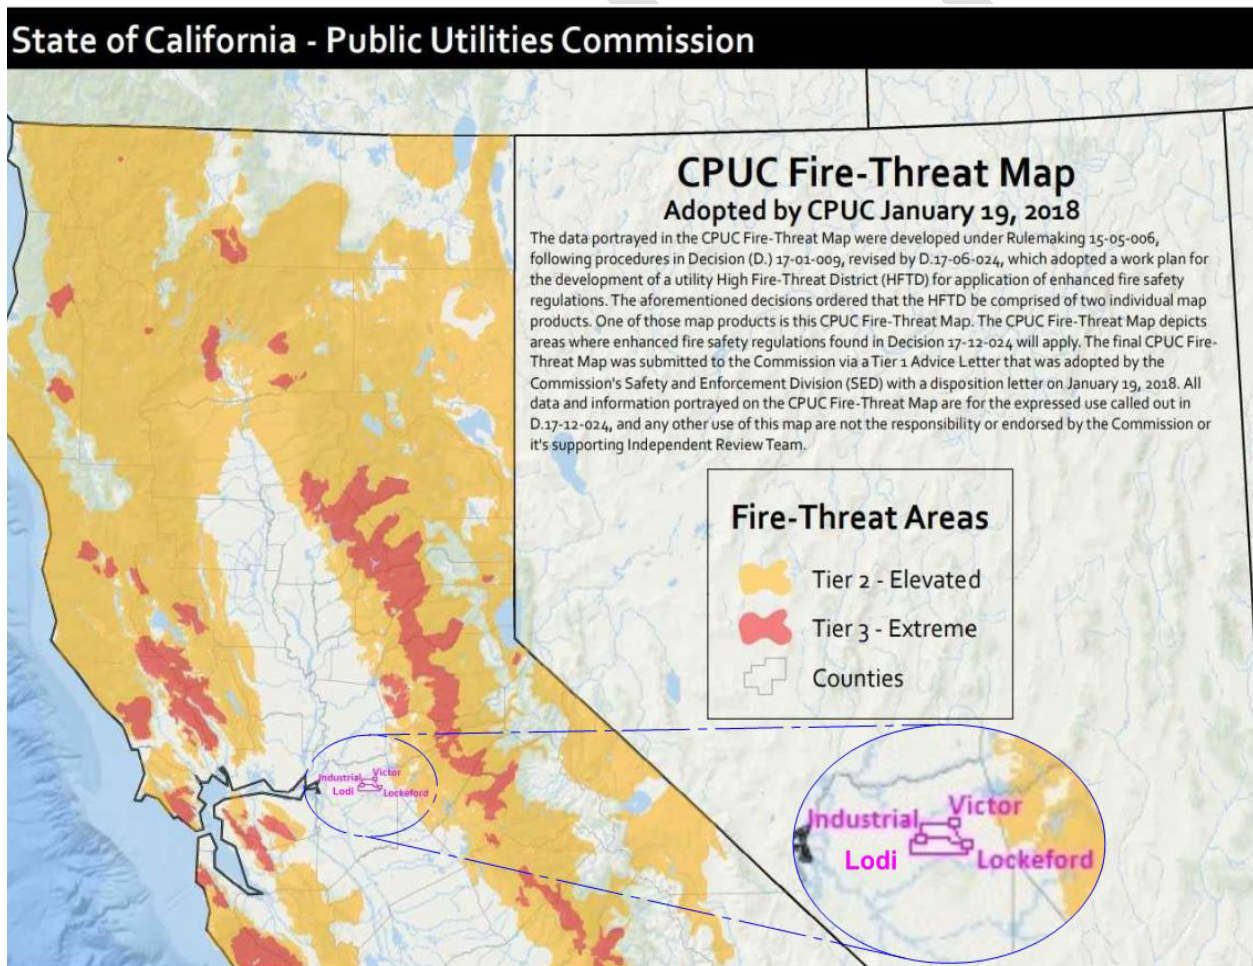 State of California - Public Utilities Commission
CPUC Fire-Threat Map
Adopted by CPUC January 19, 2018
The data portrayed in the CPUC Fire-Threat Map were developed under Rulemaking 15-05-006,
following procedures in Decision (D.) 17-01-009, revised by D.17-06-024, which adopted a work plan for
the development of a utility High Fire-Threat District (HFTD) for application of enhanced fire safety
regulations. The aforementioned decisions ordered that the HFTD be comprised of two individual map
products. One of those map products is this CPUC Fire-Threat Map. The CPUC Fire-Threat Map depicts
areas where enhanced fire safety regulations found in Decision 17-12-024 will apply. The final CPUC Fire-
Threat Map was submitted to the Commission via a Tier 1 Advice Letter that was adopted by the
Commission's Safety and Enforcement Division (SED) with a disposition letter on January 19, 2018. All
data and information portrayed on the CPUC Fire-Threat Map are for the expressed use called out in
D.17-12-024, and any other use of this map are not the responsibility or endorsed by the Commission or
it's supporting Independent Review Team.
Fire-Threat Areas
Tier 2 - Elevated
Tier 3 - Extreme
Counties
Industrial Victor
Lodi Lockeford
Victor
Industrial
Lodi Lockeford